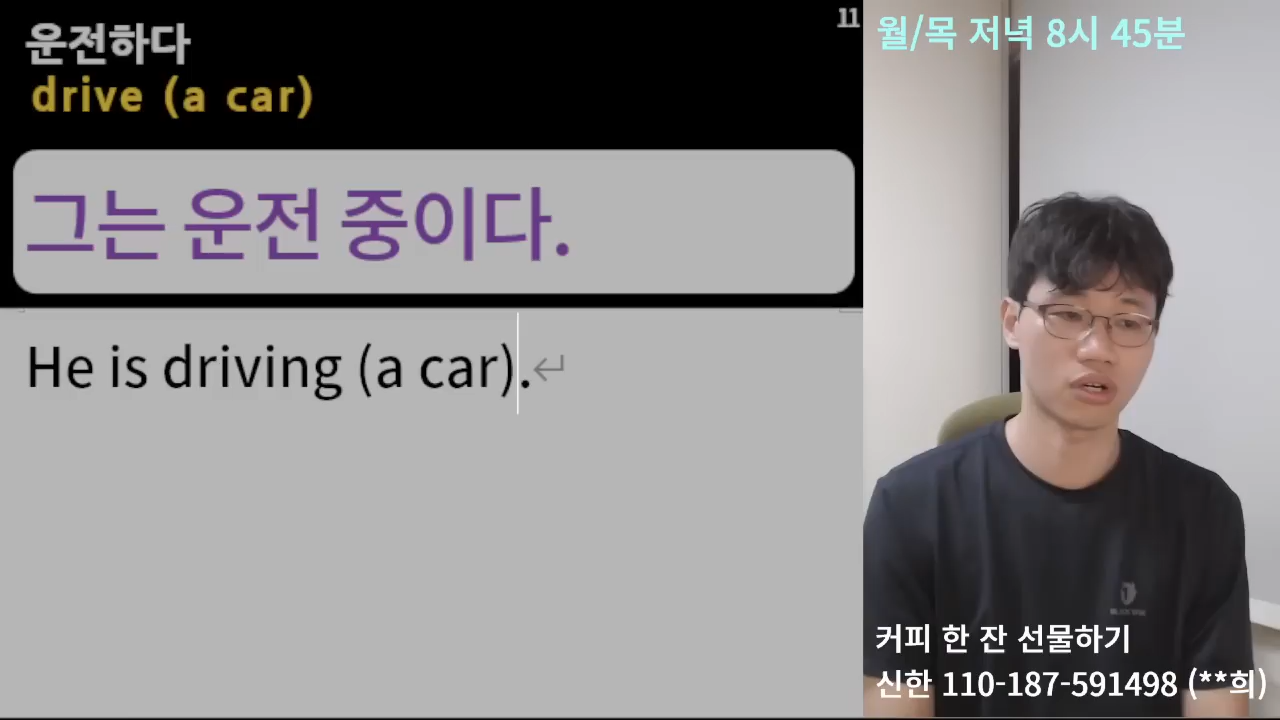 운전하다
drive (a car)
11
그는 운전 중이다.
He is driving (a car).↵
월/목 저녁 8시 45분
커피 한 잔 선물하기
신한 110-187-591498 (**희)